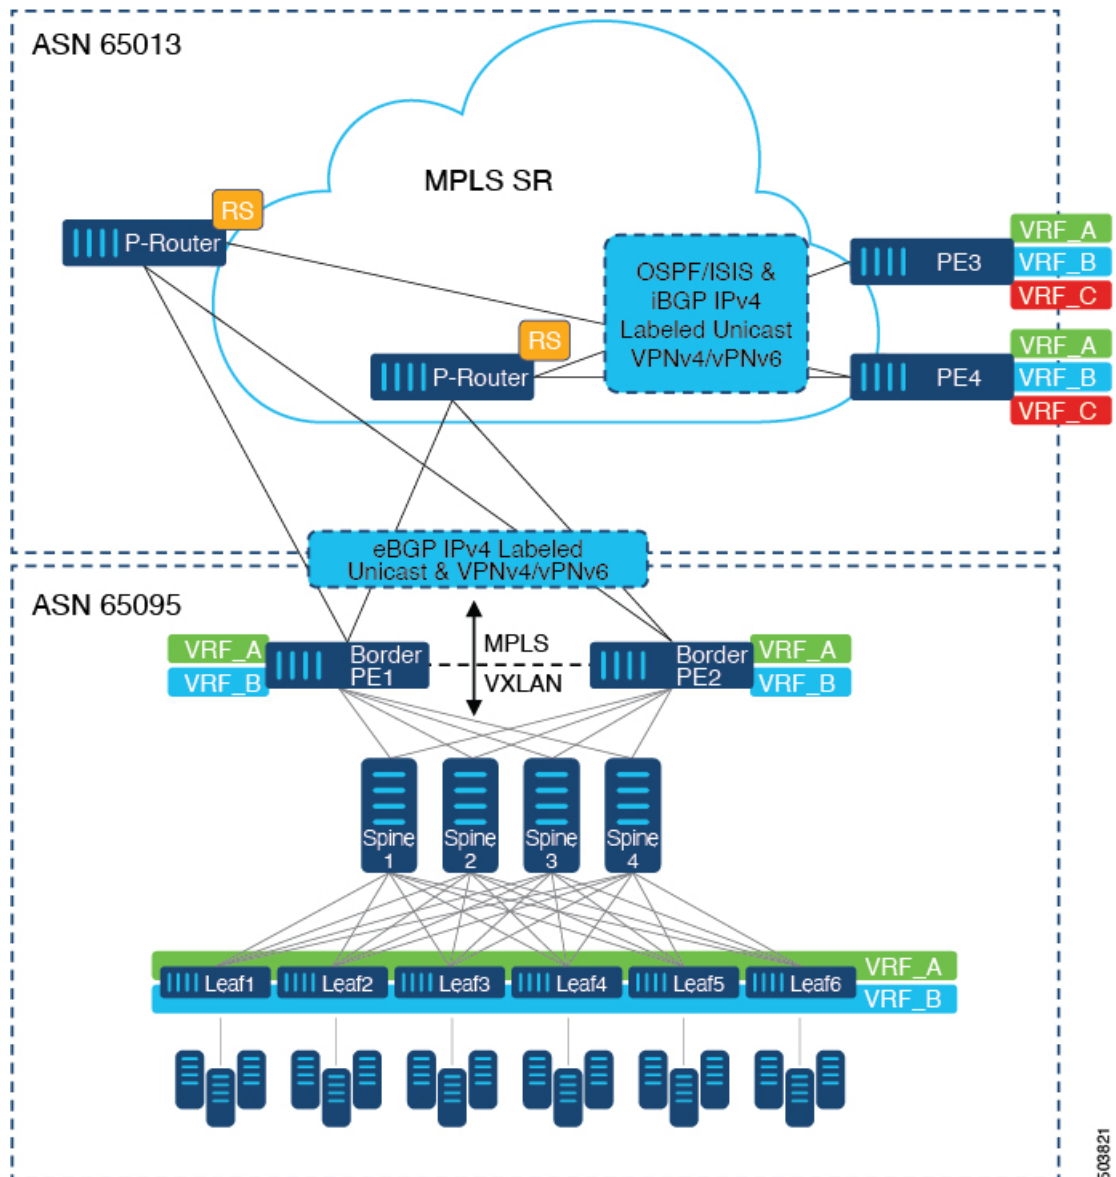 ASN 65013
MPLS SR
RS
P-Router
OSPF/ISIS &
iBGP IPv4
Labeled Unicast
VPNv4/vPNv6
PE3
VRF_A
VRF_B
VRF_C
RS
P-Router
PE4
VRF_A
VRF_B
VRF_C
eBGP IPv4 Labeled
Unicast & VPNv4/vPNv6
ASN 65095
VRF_A
VRF_B
Border
PE1
MPLS
VXLAN
Border
PE2
VRF_A
VRF_B
Spine
1
Spine
2
Spine
3
Spine
4
VRF_A
Leaf1
Leaf2
Leaf3
Leaf4
Leaf5
Leaf6
VRF_B
503821